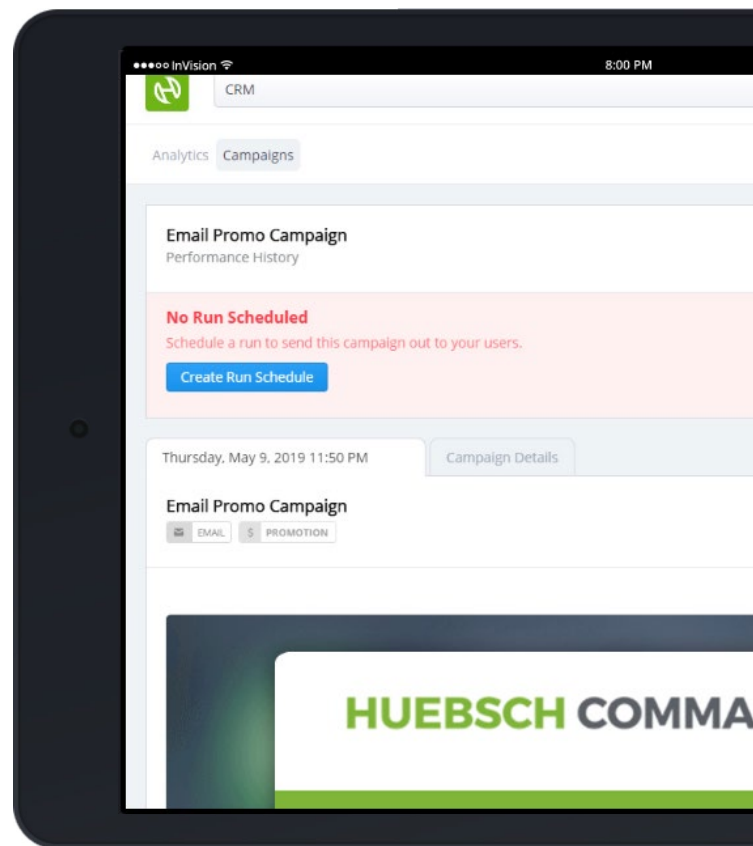 InVision
8:00 PM
CRM
Analytics Campaigns
Email Promo Campaign
Performance History
No Run Scheduled
Schedule a run to send this campaign out to your users.
Create Run Schedule
Thursday, May 9, 2019 11:50 PM
Campaign Details
Email Promo Campaign
EMAIL $ PROMOTION
HUEBSCH COMMA